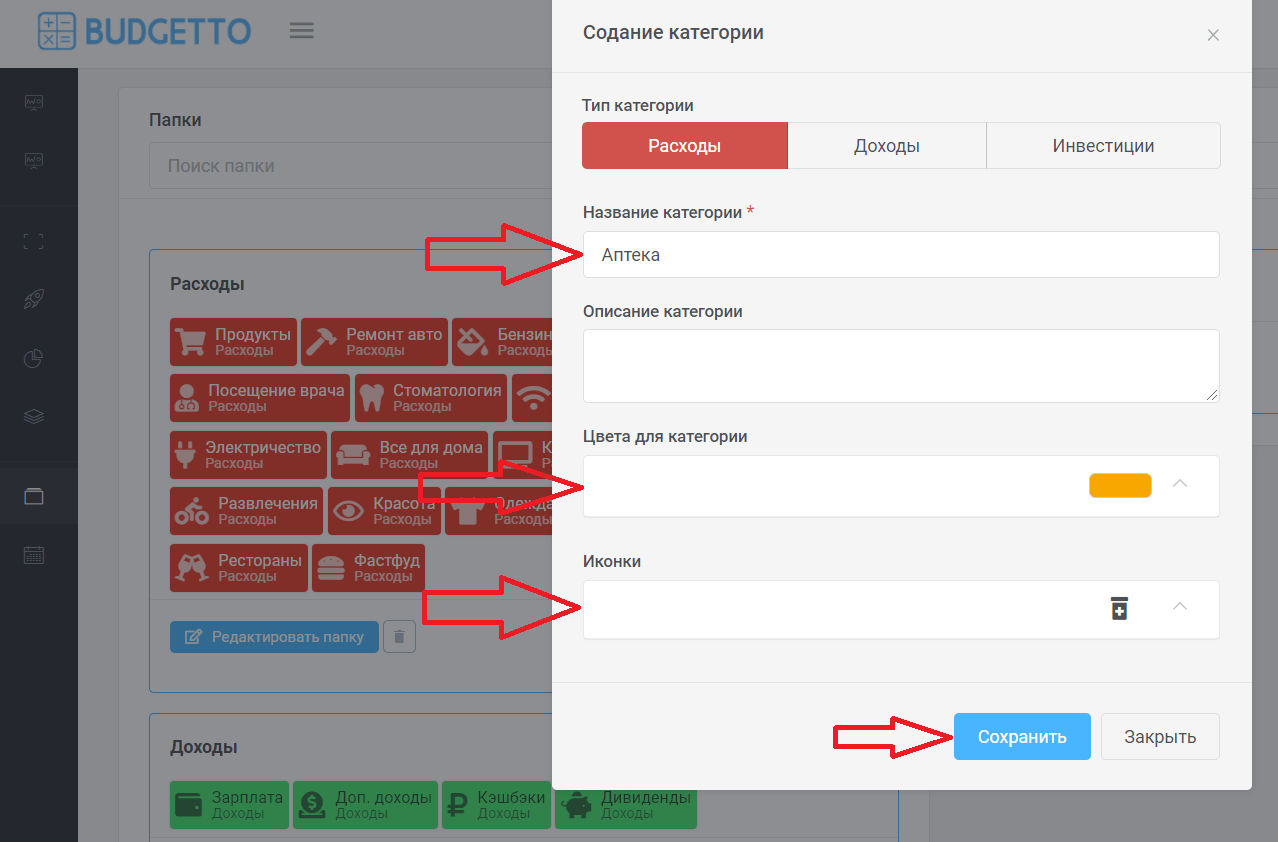 BUDGETTO
Содание категории
Тип категории
Расходы
Доходы
Инвестиции
Название категории *
Аптека
Описание категории
Цвета для категории
Иконки
Сохранить
Закрыть
Папки
Поиск папки
Расходы
Продукты
Расходы
Ремонт авто
Расходы
Бензин
Расходы
Посещение врача
Расходы
Стоматология
Расходы
Электричество
Расходы
Все для дома
Расходы
К
Р
Развлечения
Расходы
Красота
Расходы
Одежда
Расходы
Рестораны
Расходы
Фастфуд
Расходы
Редактировать папку
Доходы
Зарплата
Доходы
Доп. доходы
Доходы
Кэшбэки
Доходы
Дивиденды
Доходы